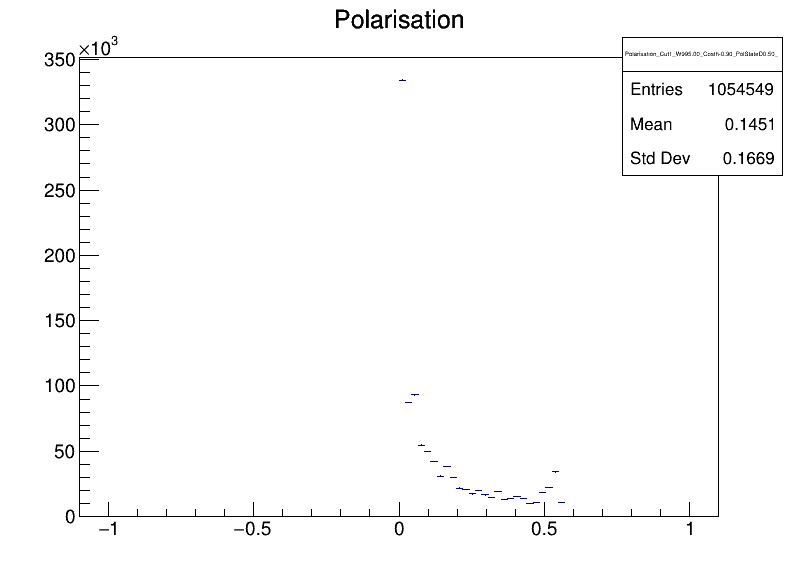 Polarisation
×10³
Polarisation_Cut1_W995.00_Costh-0.90_PolStateD0.50_
Entries 1054549
Mean 0.1451
Std Dev 0.1669
350
300
250
200
150
100
50
0
−1 −0.5 0 0.5 1